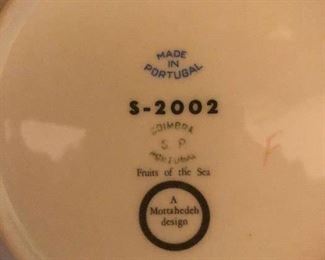 MADE
IN
PORTUGAL
S-2002
COIMBRA
S. P.
PORTUGAL
Fruits of the Sea
A
Mottahedeh
design